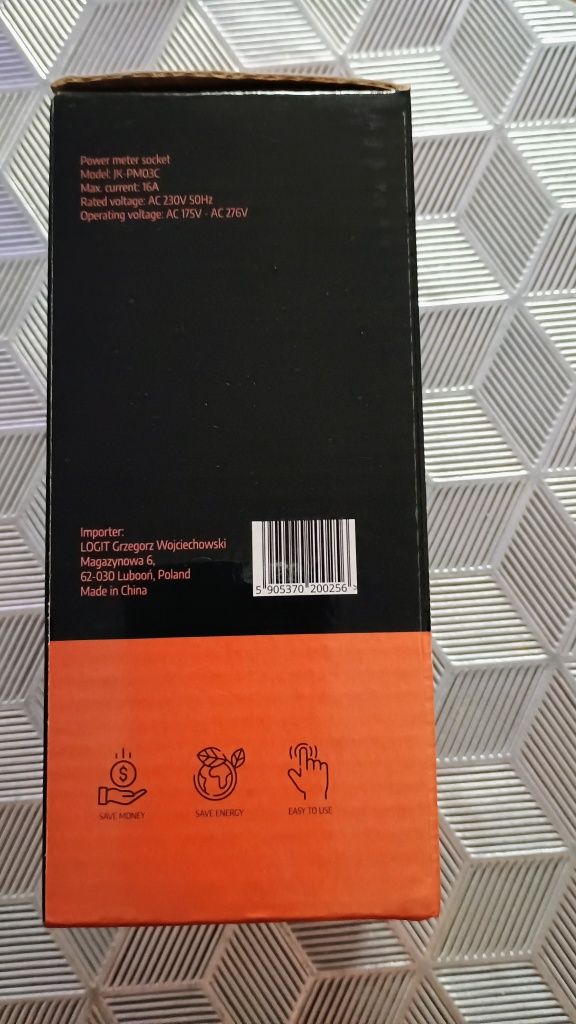 Power meter socket
Model: JK-PM03C
Max. current: 16A
Rated voltage: AC 230V 50Hz
Operating voltage: AC 175V - AC 276V
Importer:
LOGIT Grzegorz Wojciechowski
Magazynowa 6,
62-030 Lubooń, Poland
Made in China
5 905370 200256 >
$
SAVE MONEY
SAVE ENERGY
EASY TO USE